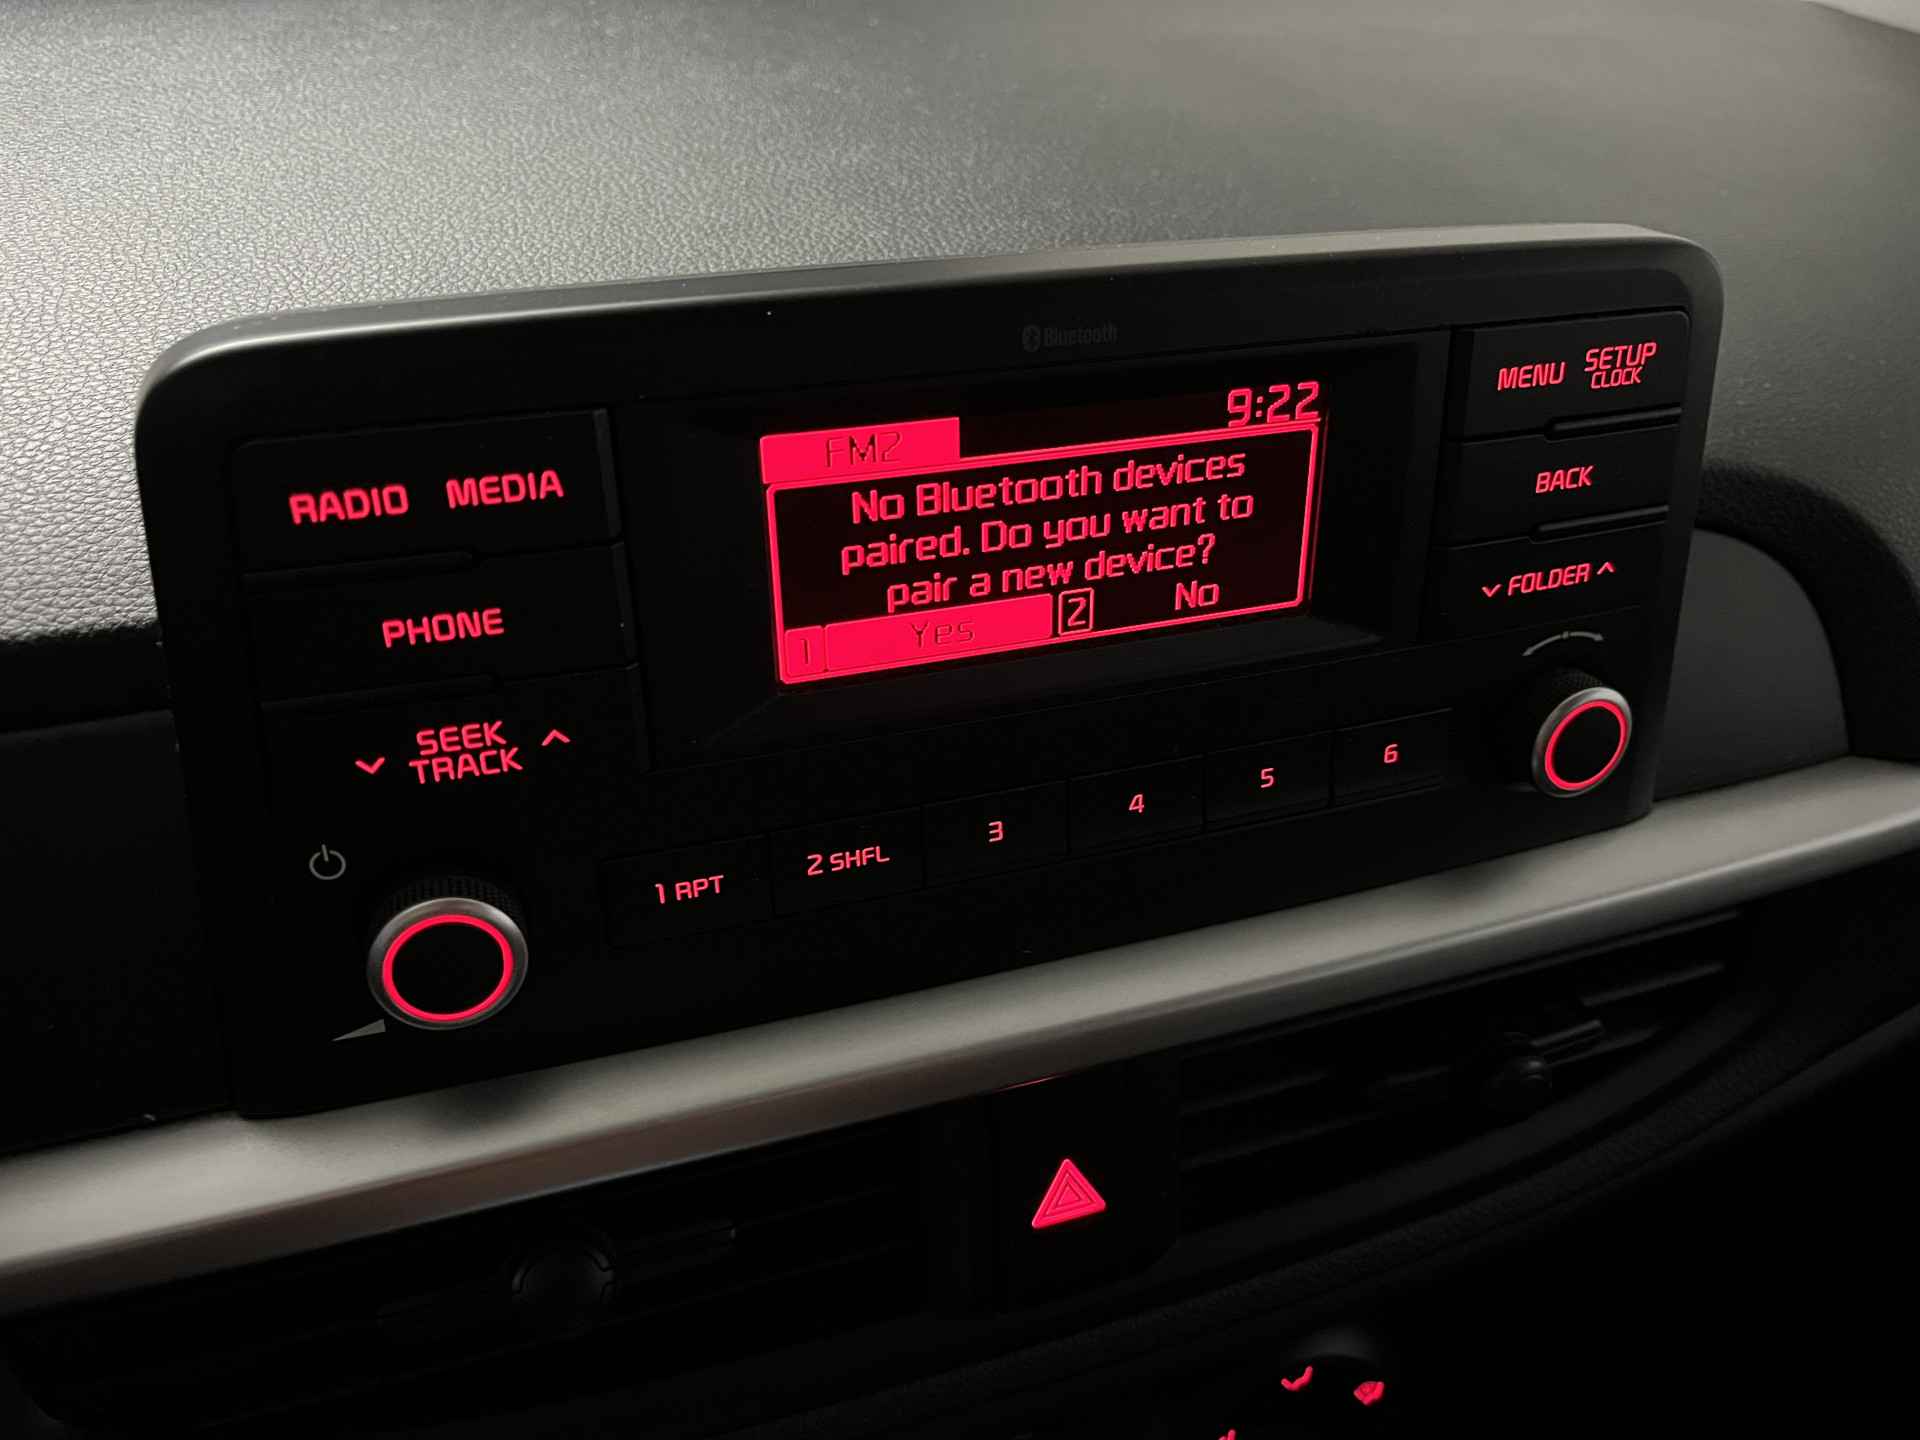 Bluetooth
MENU SETUP
CLOCK
9:22
FM2
RADIO MEDIA
No Bluetooth devices
paired. Do you want to
pair a new device?
1 Yes 2 No
BACK
PHONE
FOLDER
SEEK
TRACK
1 RPT 2 SHFL 3 4 5 6